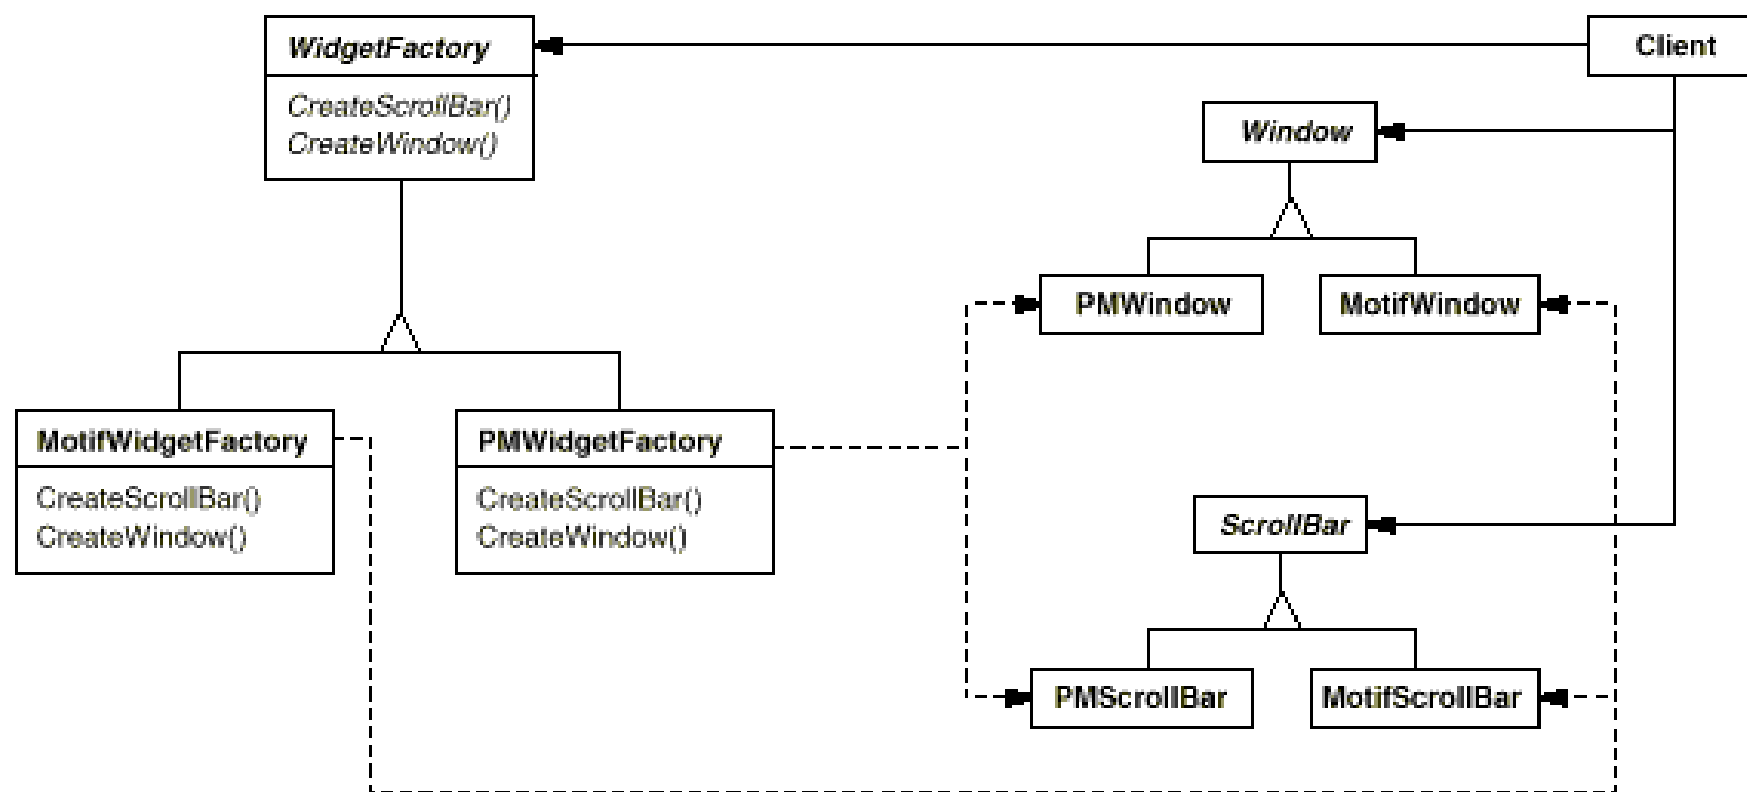 WidgetFactory
CreateScrollBar()
CreateWindow()
Client
Window
PMWindow
MotifWindow
MotifWidgetFactory
CreateScrollBar()
CreateWindow()
PMWidgetFactory
CreateScrollBar()
CreateWindow()
ScrollBar
PMScrollBar
MotifScrollBar